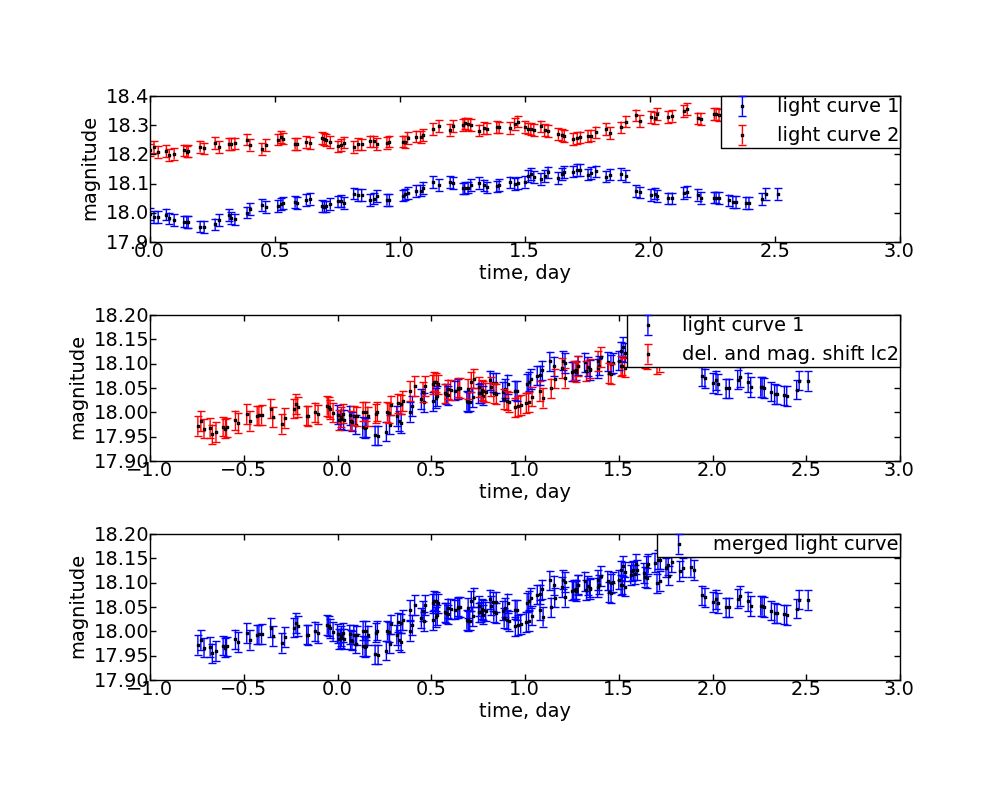 18.4
18.3
18.2
18.1
18.0
17.9
magnitude
light curve 1
light curve 2
0.0 0.5 1.0 1.5 2.0 2.5 3.0
time, day
18.20
18.15
18.10
18.05
18.00
17.95
17.90
magnitude
light curve 1
del. and mag. shift lc2
−1.0 −0.5 0.0 0.5 1.0 1.5 2.0 2.5 3.0
time, day
18.20
18.15
18.10
18.05
18.00
17.95
17.90
magnitude
merged light curve
−1.0 −0.5 0.0 0.5 1.0 1.5 2.0 2.5 3.0
time, day